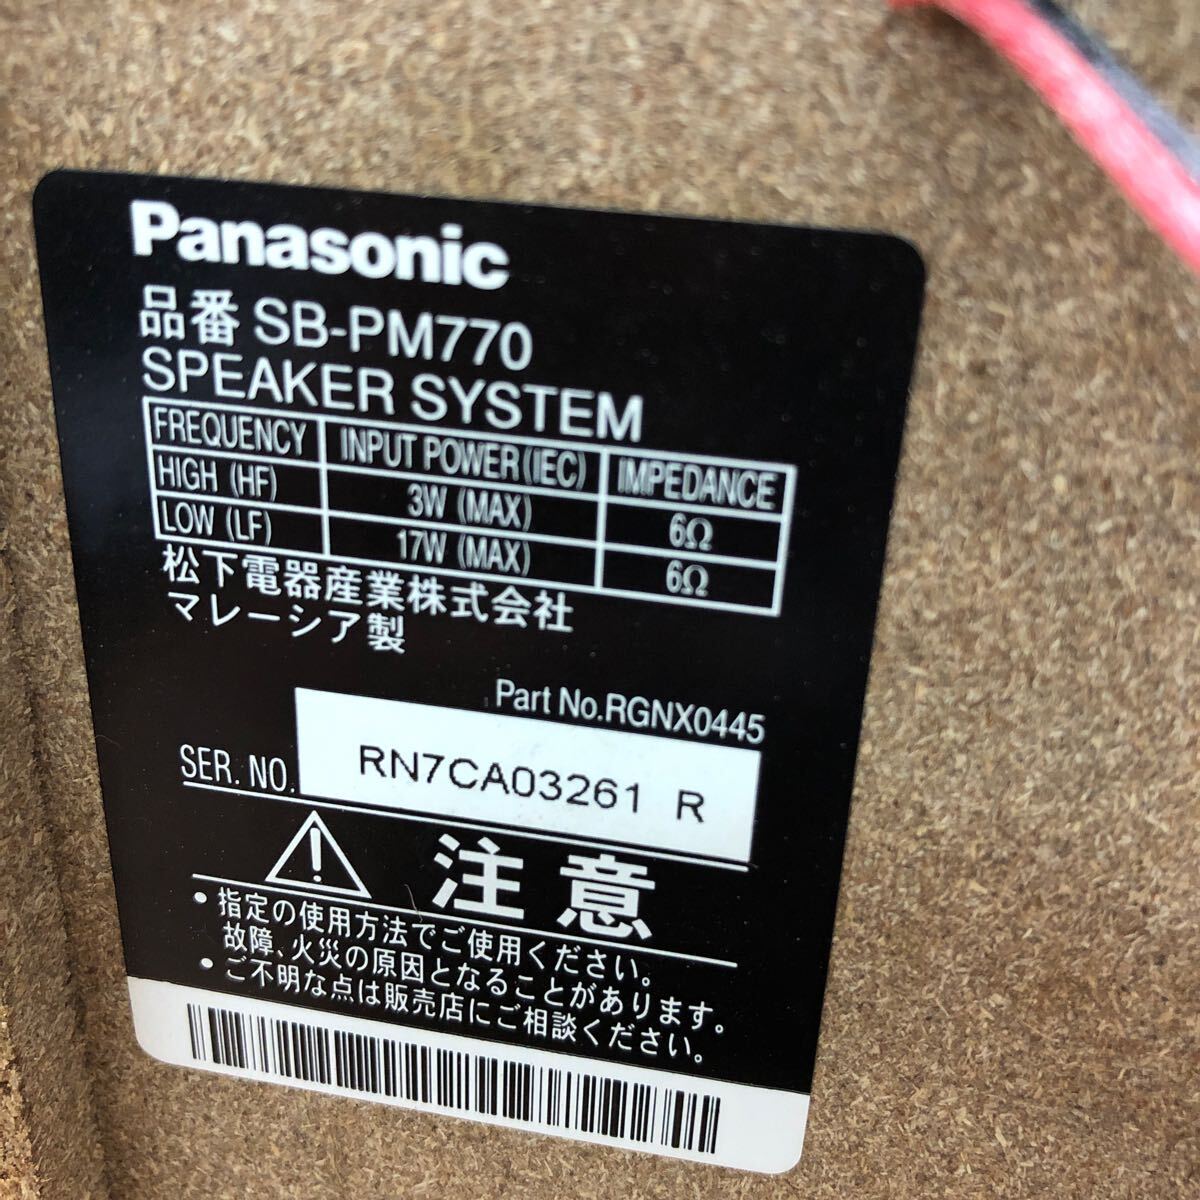 Panasonic
品番 SB-PM770
SPEAKER SYSTEM
FREQUENCY INPUT POWER(IEC) IMPEDANCE
HIGH (HF) 3W (MAX) 6Ω
LOW (LF) 17W (MAX) 6Ω
松下電器産業株式会社
マレーシア製
Part No.RGNX0445
SER. NO. RN7CA03261 R
注意
・指定の使用方法でご使用ください。
故障、火災の原因となることがあります。
・ご不明な点は販売店にご相談ください。